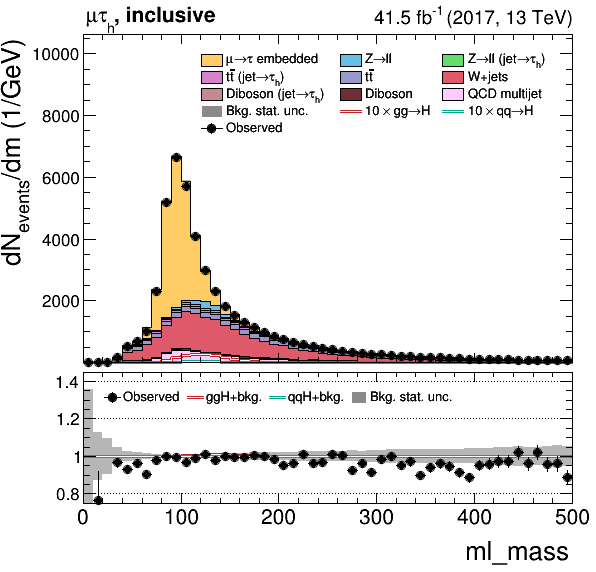 μτh, inclusive 41.5 fb⁻¹ (2017, 13 TeV)
dNevents/dm (1/GeV)
10000
8000
6000
4000
2000
μ→τ embedded Z→ll Z→ll (jet→τh)
tt̄ (jet→τh) tt̄ W+jets
Diboson (jet→τh) Diboson QCD multijet
Bkg. stat. unc. 10 × gg→H 10 × qq→H
Observed
1.4
1.2
1
0.8
Observed ggH+bkg. qqH+bkg. Bkg. stat. unc.
0 100 200 300 400 500
ml_mass